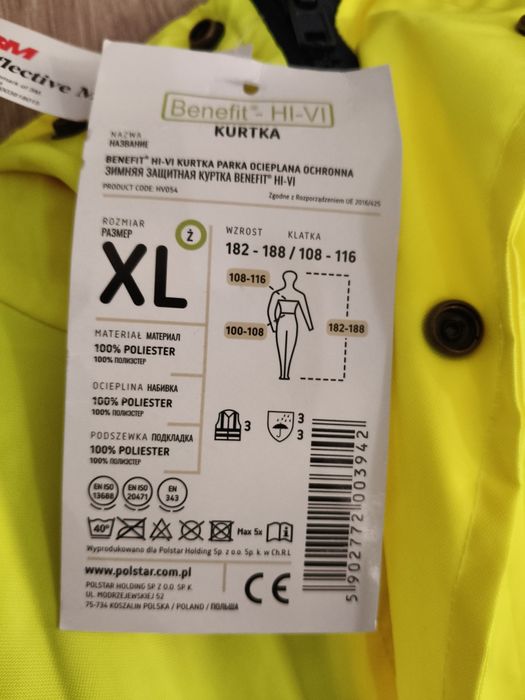 3M
flective M
Benefit® - HI-VI
KURTKA
NAZWA
НАЗВАНИЕ
BENEFIT® HI-VI KURTKA PARKA OCIEPLANA OCHRONNA
ЗИМНЯЯ ЗАЩИТНАЯ КУРТКА BENEFIT® HI-VI
PRODUCT CODE: HV054
Zgodne z Rozporządzeniem UE 2016/425
ROZMIAR
РАЗМЕР
Ż
XL
WZROST KLATKA
182 - 188 / 108 - 116
108-116
100-108
182-188
MATERIAŁ МАТЕРИАЛ
100% POLIESTER
100% ПОЛИЭСТЕР
OCIEPLINA НАБИВКА
100% POLIESTER
100% ПОЛИЭСТЕР
PODSZEWKA ПОДКЛАДКА
100% POLIESTER
100% ПОЛИЭСТЕР
3
3
3
EN ISO
13688
EN ISO
20471
EN
343
40°
Max 5x
Wyprodukowano dla Polstar Holding Sp. z o.o. Sp. k. w Ch.R.L
www.polstar.com.pl
POLSTAR HOLDING SP Z O.O. SP K.
UL. MODRZEJEWSKIEJ 52
75-734 KOSZALIN POLSKA / POLAND / ПОЛЬША
CE
5 902772 003942